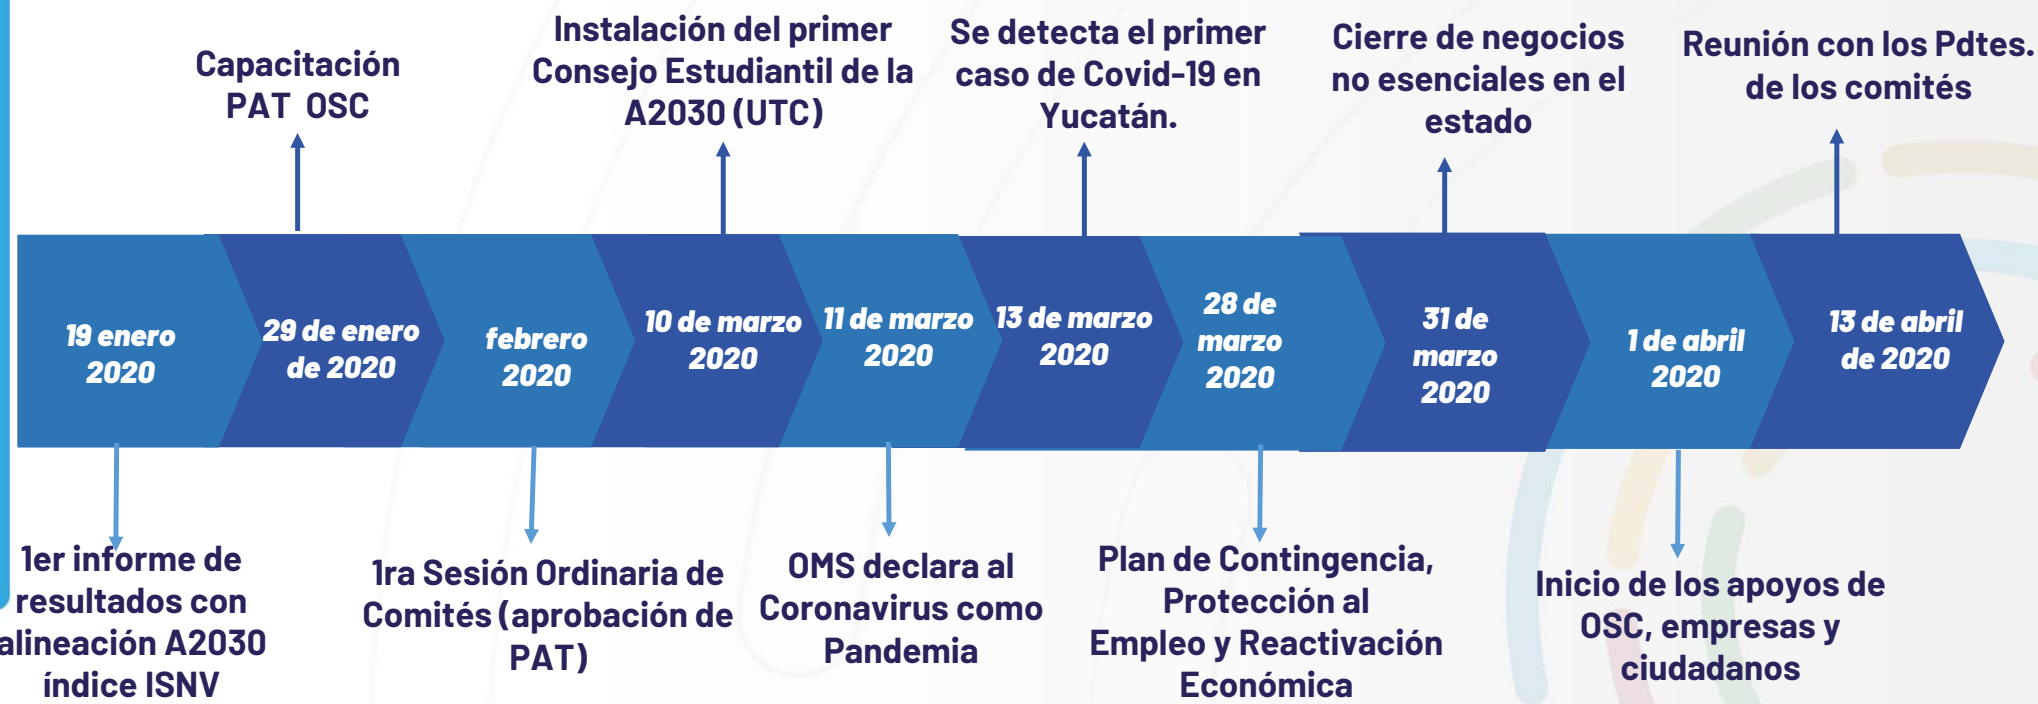 Capacitación
PAT OSC
Instalación del primer
Consejo Estudiantil de la
A2030 (UTC)
Se detecta el primer
caso de Covid-19 en
Yucatán.
Cierre de negocios
no esenciales en el
estado
Reunión con los Pdtes.
de los comités
19 enero
2020
29 de enero
de 2020
febrero
2020
10 de marzo
2020
11 de marzo
2020
13 de marzo
2020
28 de
marzo
2020
31 de
marzo
2020
1 de abril
2020
13 de abril
de 2020
1er informe de
resultados con
alineación A2030
índice ISNV
1ra Sesión Ordinaria de
Comités (aprobación de
PAT)
OMS declara al
Coronavirus como
Pandemia
Plan de Contingencia,
Protección al
Empleo y Reactivación
Económica
Inicio de los apoyos de
OSC, empresas y
ciudadanos